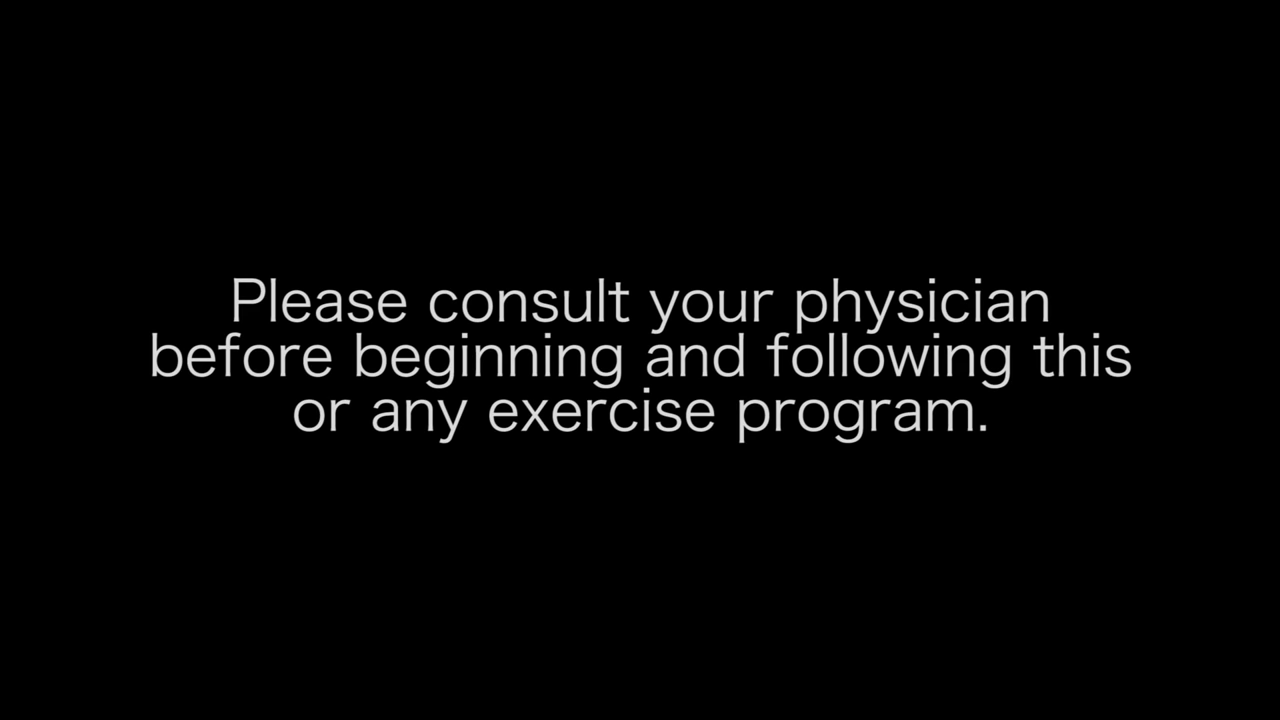 Please consult your physician
before beginning and following this
or any exercise program.